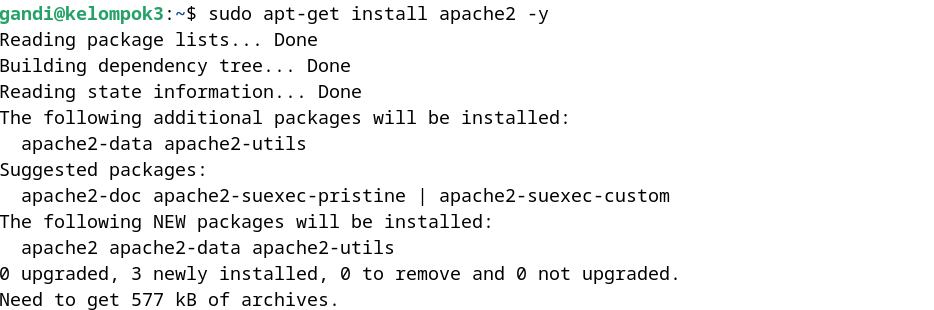 gandi@kelompok3:~$ sudo apt-get install apache2 -y
Reading package lists... Done
Building dependency tree... Done
Reading state information... Done
The following additional packages will be installed:
  apache2-data apache2-utils
Suggested packages:
  apache2-doc apache2-suexec-pristine | apache2-suexec-custom
The following NEW packages will be installed:
  apache2 apache2-data apache2-utils
0 upgraded, 3 newly installed, 0 to remove and 0 not upgraded.
Need to get 577 kB of archives.